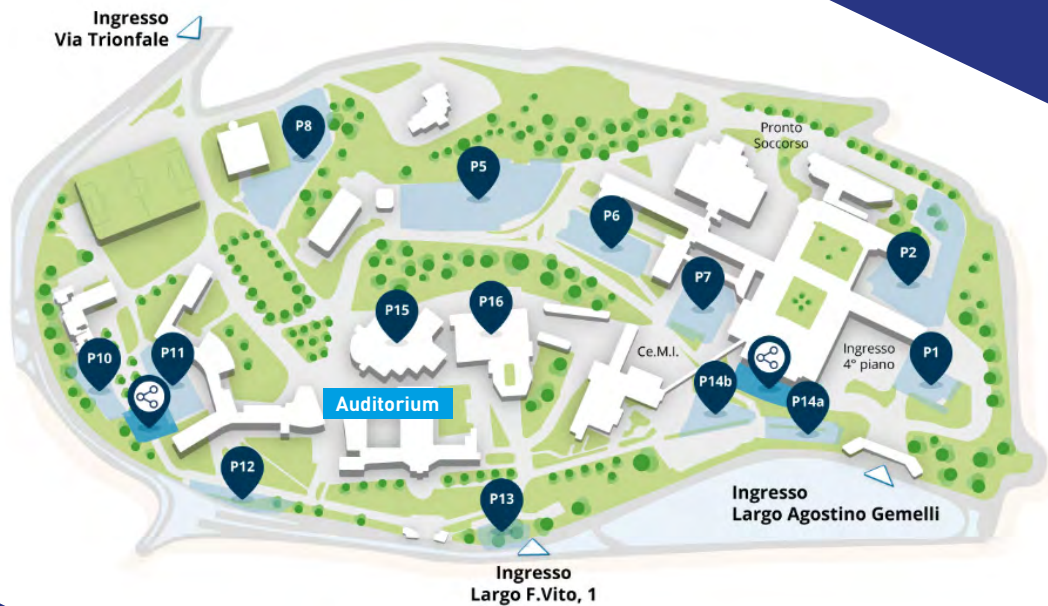 Ingresso
Via Trionfale
P8
Pronto
Soccorso
P5
P6
P2
P7
P16
P15
P10
P11
Ce.M.I.
Ingresso
4° piano
P1
P14b
P14a
Auditorium
P12
P13
Ingresso
Largo Agostino Gemelli
Ingresso
Largo F.Vito, 1